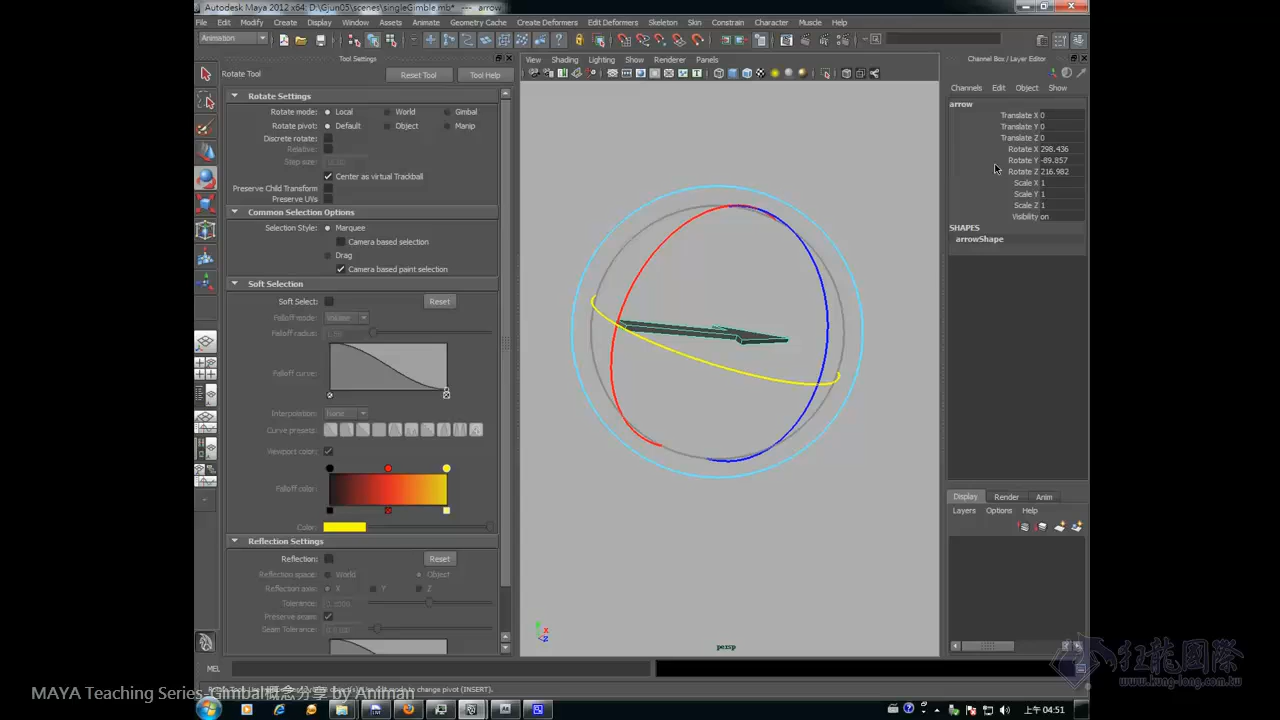 Autodesk Maya 2012 x64: D:\Gjun05\scenes\singleGimble.mb* --- arrow
File Edit Modify Create Display Window Assets Animate Geometry Cache Create Deformers Edit Deformers Skeleton Skin Constrain Character Muscle Help
Animation
Tool Settings
Channel Box / Layer Editor
Rotate Tool
Reset Tool
Tool Help
View Shading Lighting Show Renderer Panels
Channels Edit Object Show
Rotate Settings
Rotate mode: Local World Gimbal
Rotate pivot: Default Object Manip
Discrete rotate:
Relative:
Step size:
Center as virtual Trackball
Preserve Child Transform
Preserve UVs
Common Selection Options
Selection Style: Marquee
Camera based selection
Drag
Camera based paint selection
Soft Selection
Soft Select:
Reset
Falloff mode: Volume
Falloff radius:
Falloff curve:
Interpolation: None
Curve presets:
Viewport color:
Falloff color:
Color:
Reflection Settings
Reflection:
Reset
Reflection space: World Object
Reflection axis: X Y Z
Tolerance:
Preserve seam:
Seam Tolerance:
arrow
Translate X 0
Translate Y 0
Translate Z 0
Rotate X 298.436
Rotate Y -89.857
Rotate Z 216.982
Scale X 1
Scale Y 1
Scale Z 1
Visibility on
SHAPES
arrowShape
Display Render Anim
Layers Options Help
persp
MEL
to change pivot (INSERT).
MAYA Teaching Series-Gimbal概念分享 by Animan
紅龍國際
www.kung-long.com.tw
上午 04:51